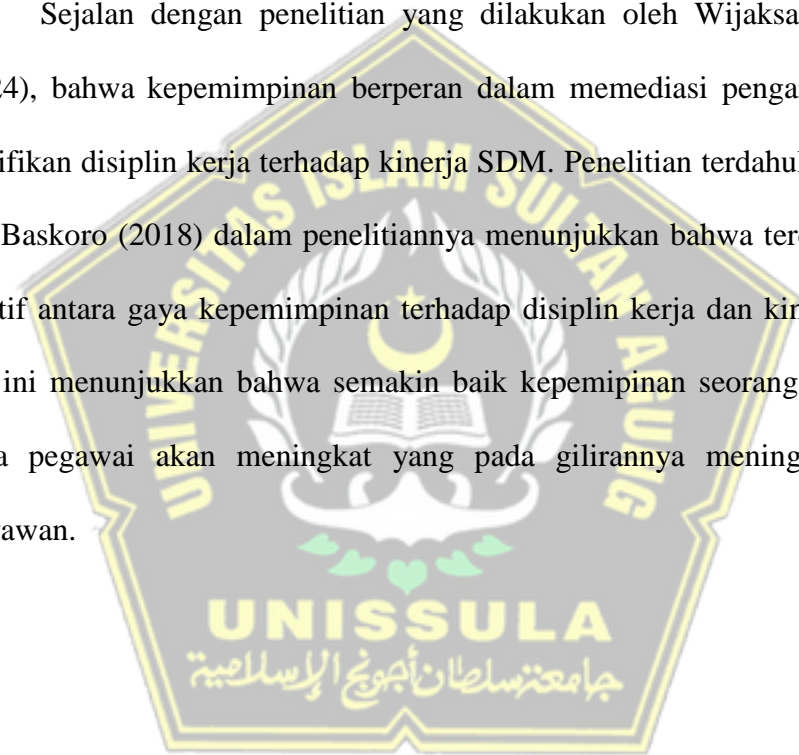 Sejalan dengan penelitian yang dilakukan oleh Wijaksa
24), bahwa kepemimpinan berperan dalam memediasi penga
ifikan disiplin kerja terhadap kinerja SDM. Penelitian terdahul
Baskoro (2018) dalam penelitiannya menunjukkan bahwa ter
tif antara gaya kepemimpinan terhadap disiplin kerja dan kin
ini menunjukkan bahwa semakin baik kepemipinan seorang
a pegawai akan meningkat yang pada gilirannya mening
awan.
UNIVERSITAS ISLAM SULTAN AGUNG
UNISSULA
جامعة سلطان أجونج الإسلامية